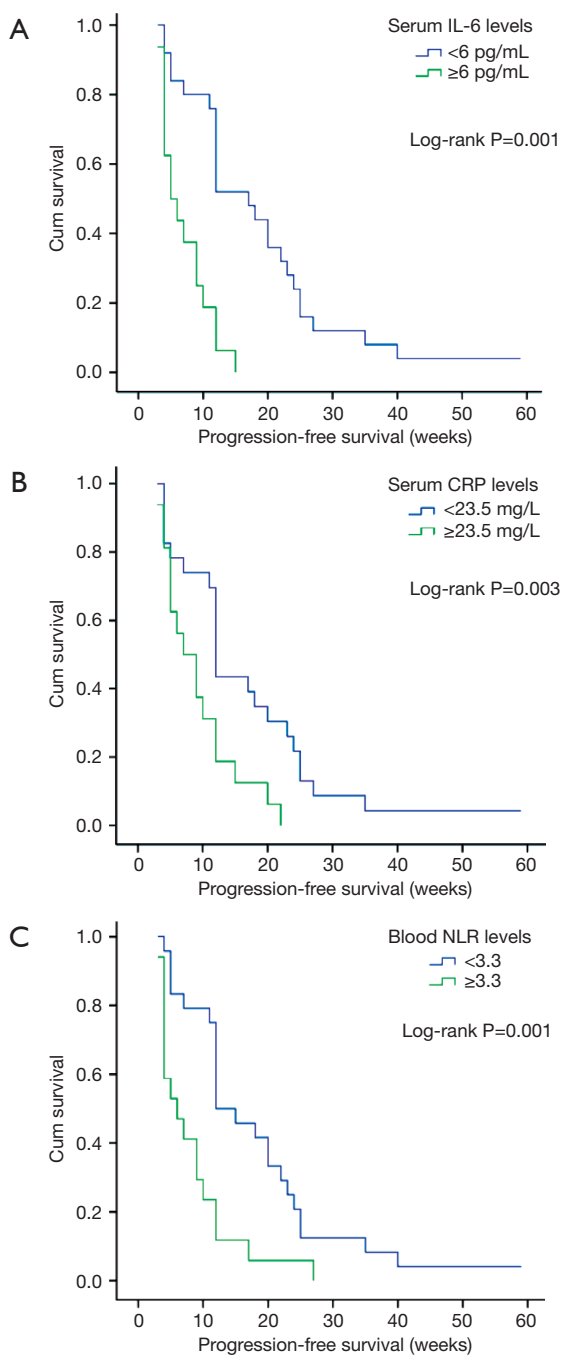 A
Serum IL-6 levels
<6 pg/mL
≥6 pg/mL
Log-rank P=0.001
Cum survival
1.0
0.8
0.6
0.4
0.2
0.0
0 10 20 30 40 50 60
Progression-free survival (weeks)
B
Serum CRP levels
<23.5 mg/L
≥23.5 mg/L
Log-rank P=0.003
Cum survival
1.0
0.8
0.6
0.4
0.2
0.0
0 10 20 30 40 50 60
Progression-free survival (weeks)
C
Blood NLR levels
<3.3
≥3.3
Log-rank P=0.001
Cum survival
1.0
0.8
0.6
0.4
0.2
0.0
0 10 20 30 40 50 60
Progression-free survival (weeks)